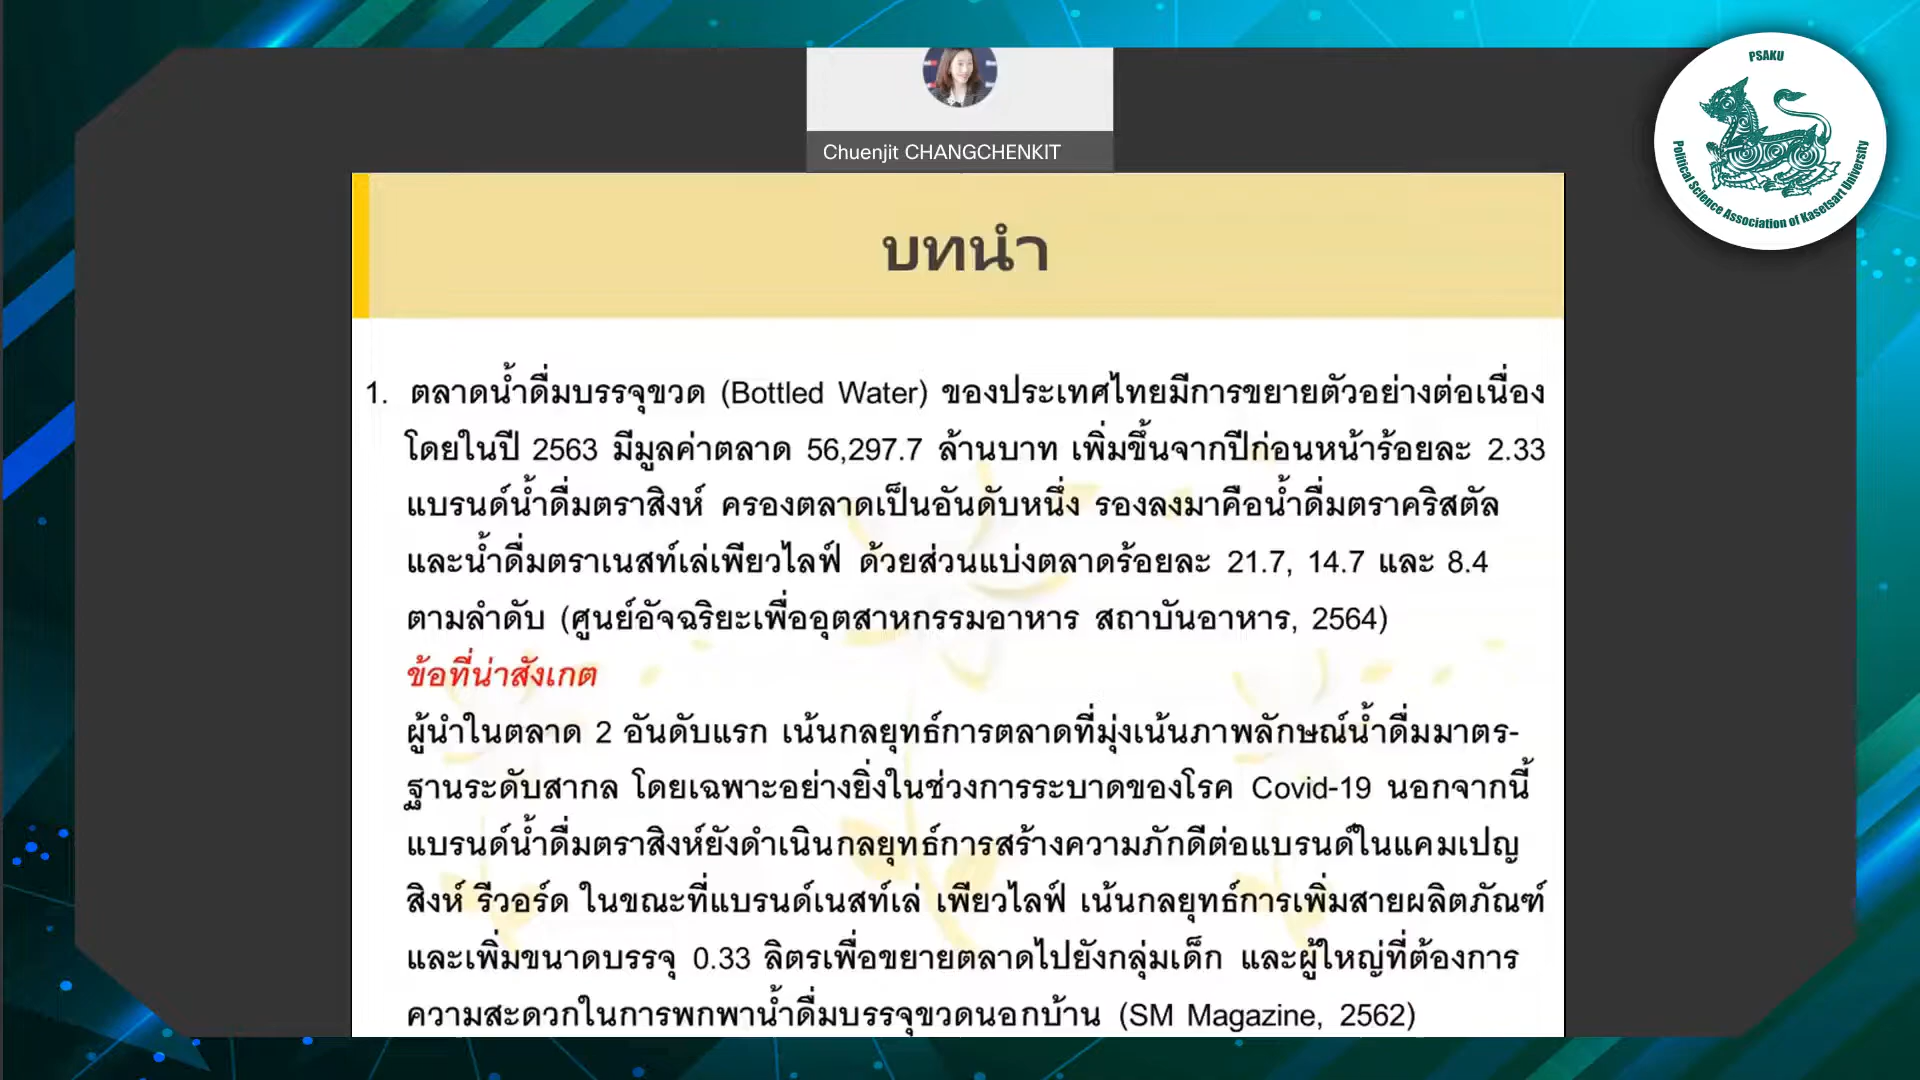 PSAKU
Political Science Association of Kasetsart University
Chuenjit CHANGCHENKIT
บทนำ
1. ตลาดน้ำดื่มบรรจุขวด (Bottled Water) ของประเทศไทยมีการขยายตัวอย่างต่อเนื่อง
โดยในปี 2563 มีมูลค่าตลาด 56,297.7 ล้านบาท เพิ่มขึ้นจากปีก่อนหน้าร้อยละ 2.33
แบรนด์น้ำดื่มตราสิงห์ ครองตลาดเป็นอันดับหนึ่ง รองลงมาคือน้ำดื่มตราคริสตัล
และน้ำดื่มตราเนสท์เล่เพียวไลฟ์ ด้วยส่วนแบ่งตลาดร้อยละ 21.7, 14.7 และ 8.4
ตามลำดับ (ศูนย์อัจฉริยะเพื่ออุตสาหกรรมอาหาร สถาบันอาหาร, 2564)
ข้อที่น่าสังเกต
ผู้นำในตลาด 2 อันดับแรก เน้นกลยุทธ์การตลาดที่มุ่งเน้นภาพลักษณ์น้ำดื่มมาตร-
ฐานระดับสากล โดยเฉพาะอย่างยิ่งในช่วงการระบาดของโรค Covid-19 นอกจากนี้
แบรนด์น้ำดื่มตราสิงห์ยังดำเนินกลยุทธ์การสร้างความภักดีต่อแบรนด์ในแคมเปญ
สิงห์ รีวอร์ด ในขณะที่แบรนด์เนสท์เล่ เพียวไลฟ์ เน้นกลยุทธ์การเพิ่มสายผลิตภัณฑ์
และเพิ่มขนาดบรรจุ 0.33 ลิตรเพื่อขยายตลาดไปยังกลุ่มเด็ก และผู้ใหญ่ที่ต้องการ
ความสะดวกในการพกพาน้ำดื่มบรรจุขวดนอกบ้าน (SM Magazine, 2562)